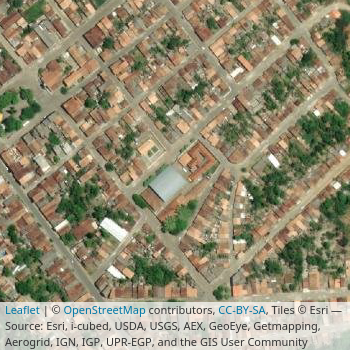 Leaflet | © OpenStreetMap contributors, CC-BY-SA, Tiles © Esri —
Source: Esri, i-cubed, USDA, USGS, AEX, GeoEye, Getmapping,
Aerogrid, IGN, IGP, UPR-EGP, and the GIS User Community